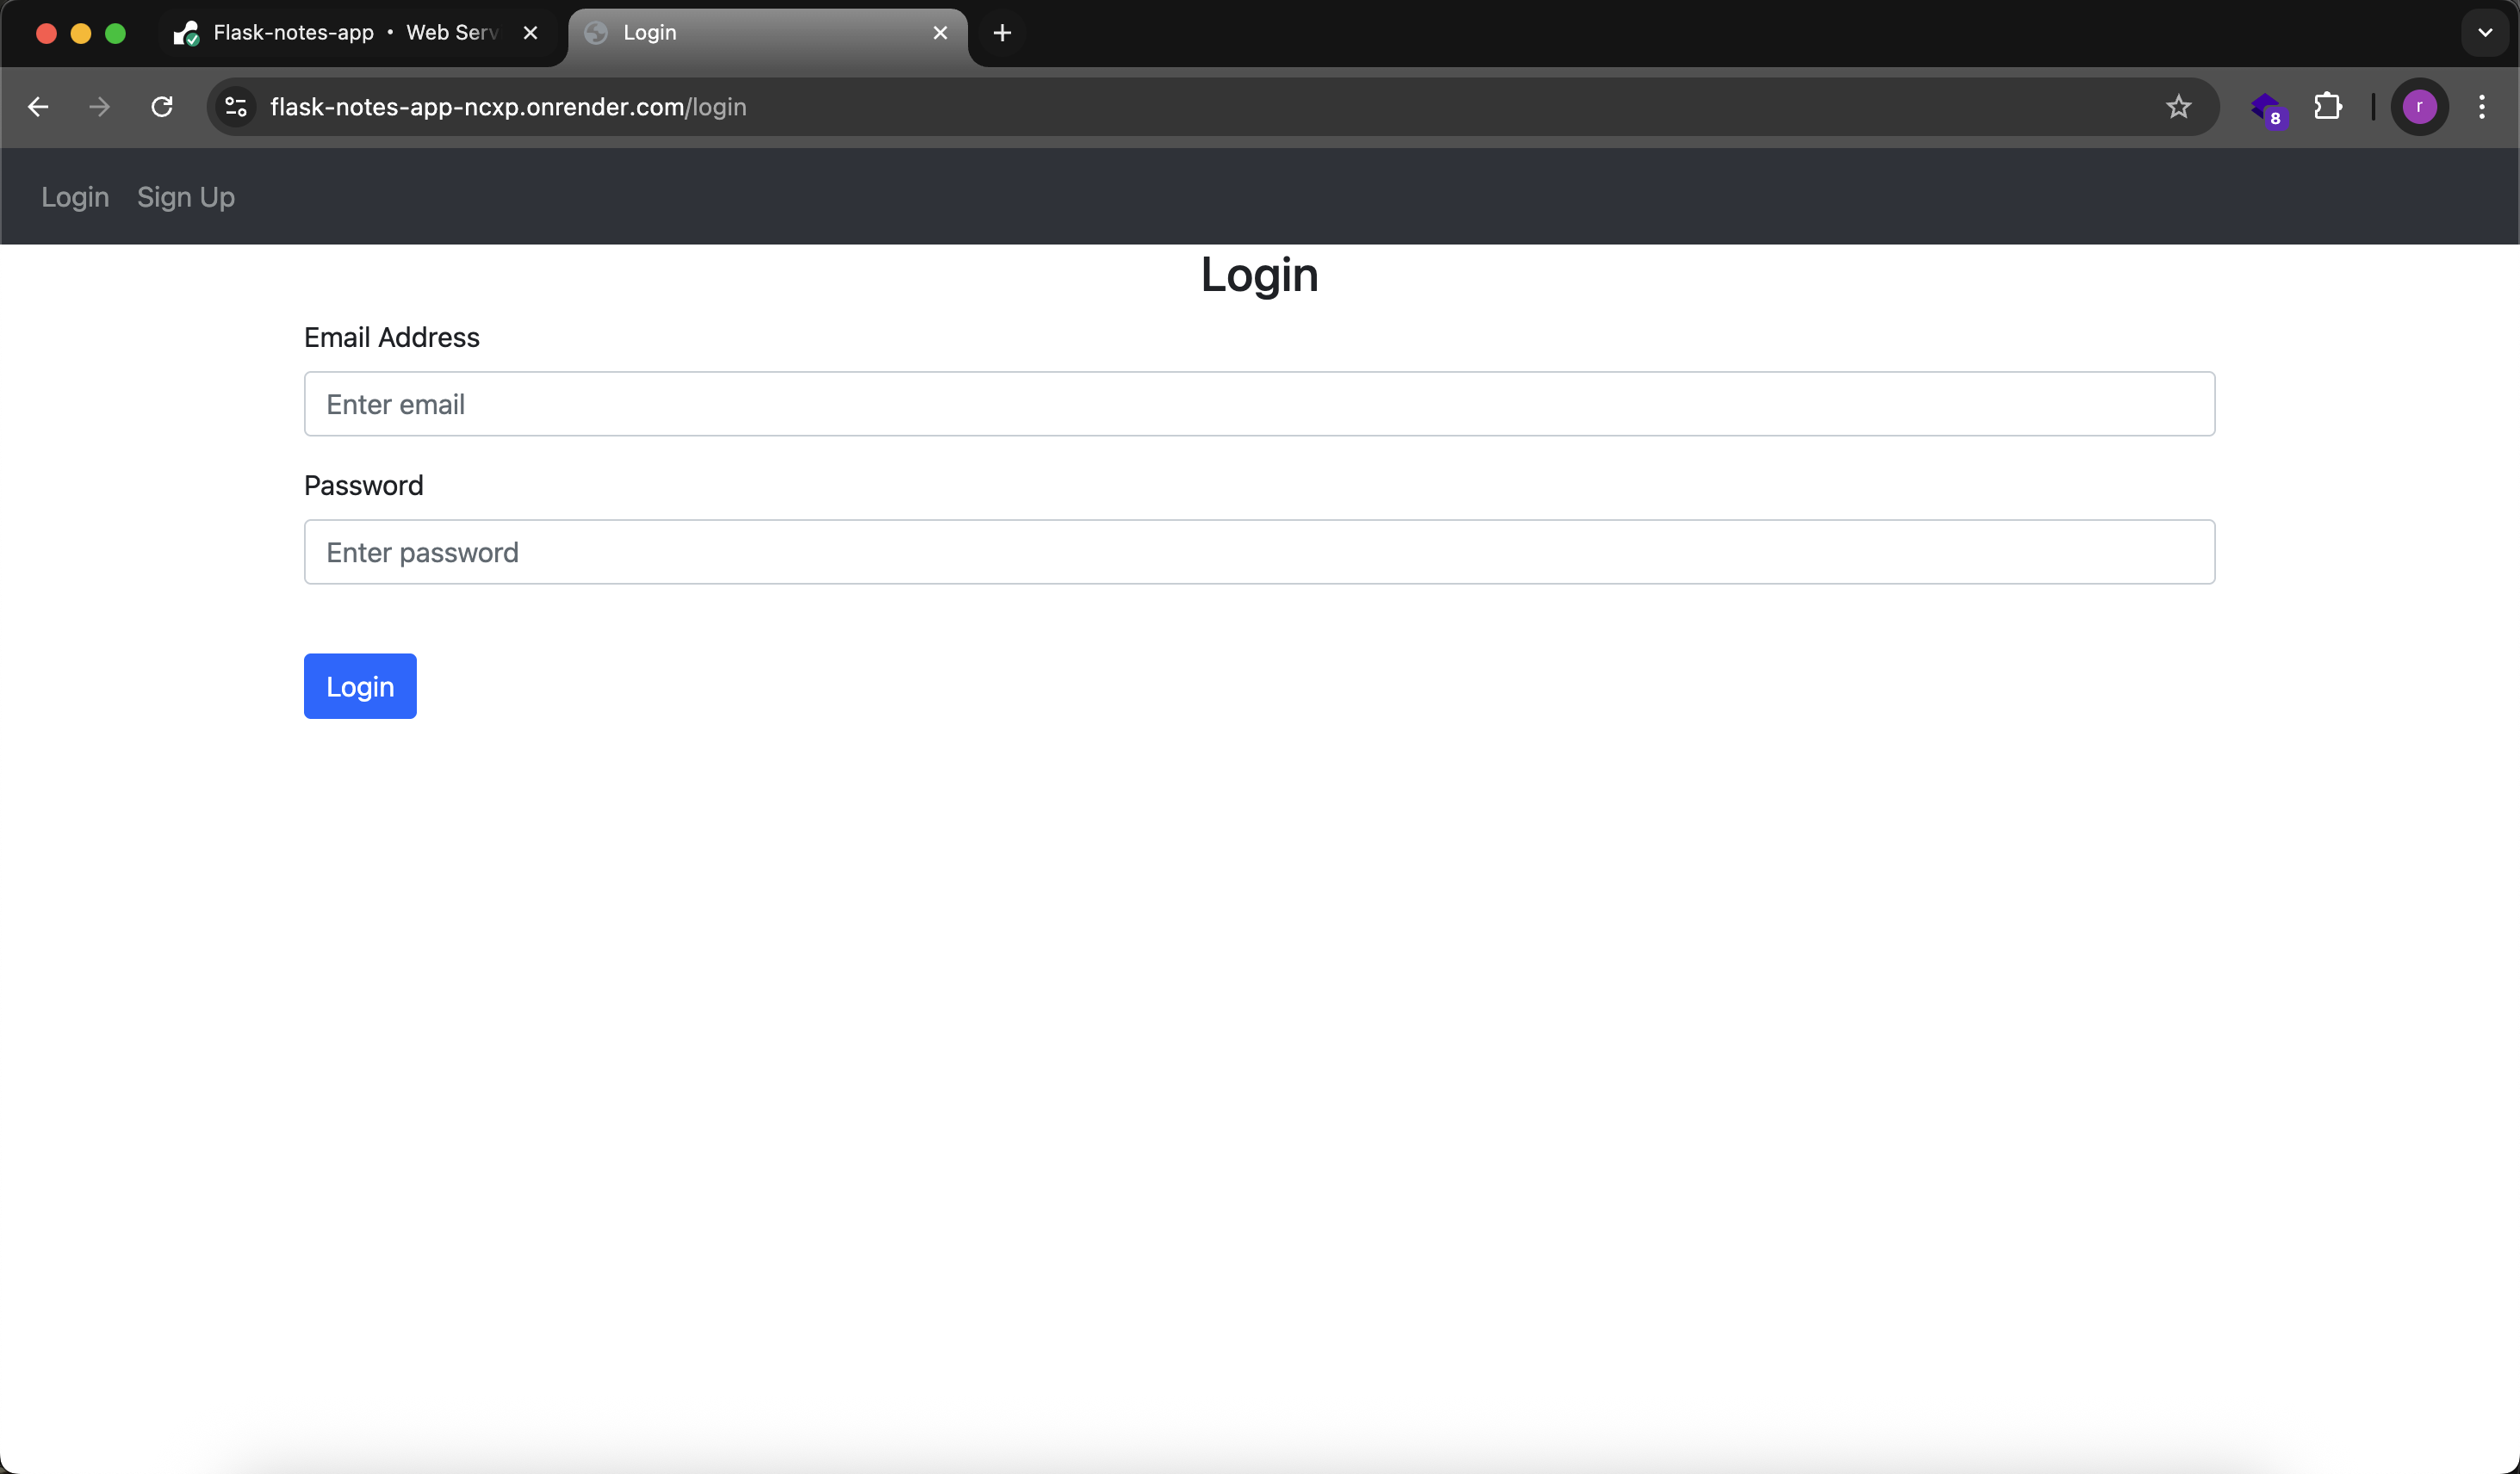 Flask-notes-app • Web Serv
Login
flask-notes-app-ncxp.onrender.com/login
8
r
Login Sign Up
Login
Email Address
Enter email
Password
Enter password
Login